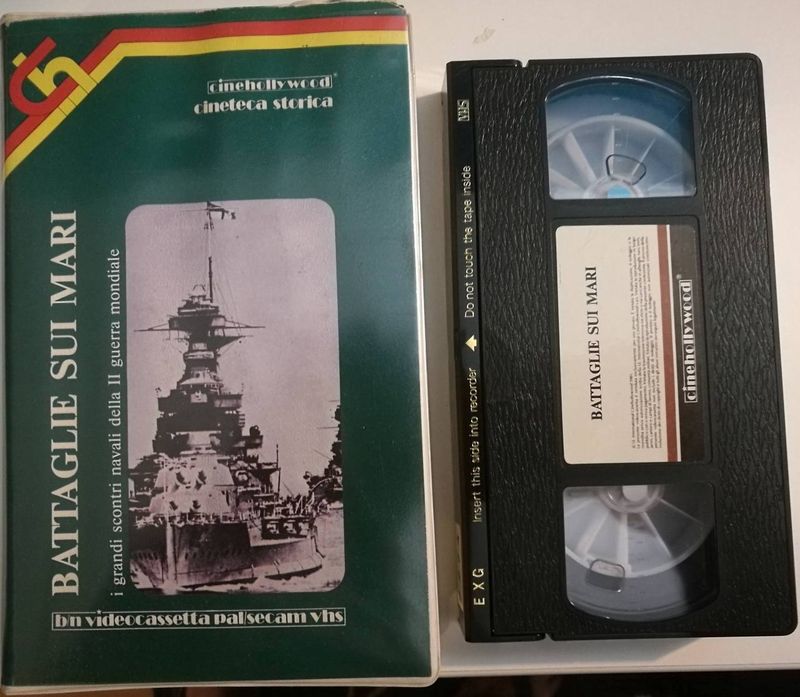 cinehollywood®
cineteca storica
BATTAGLIE SUI MARI
i grandi scontri navali della II guerra mondiale
b/n videocassetta pal/secam vhs
VHS
E X G Insert this side into recorder Do not touch the tape inside
BATTAGLIE SUI MARI
cinehollywood®